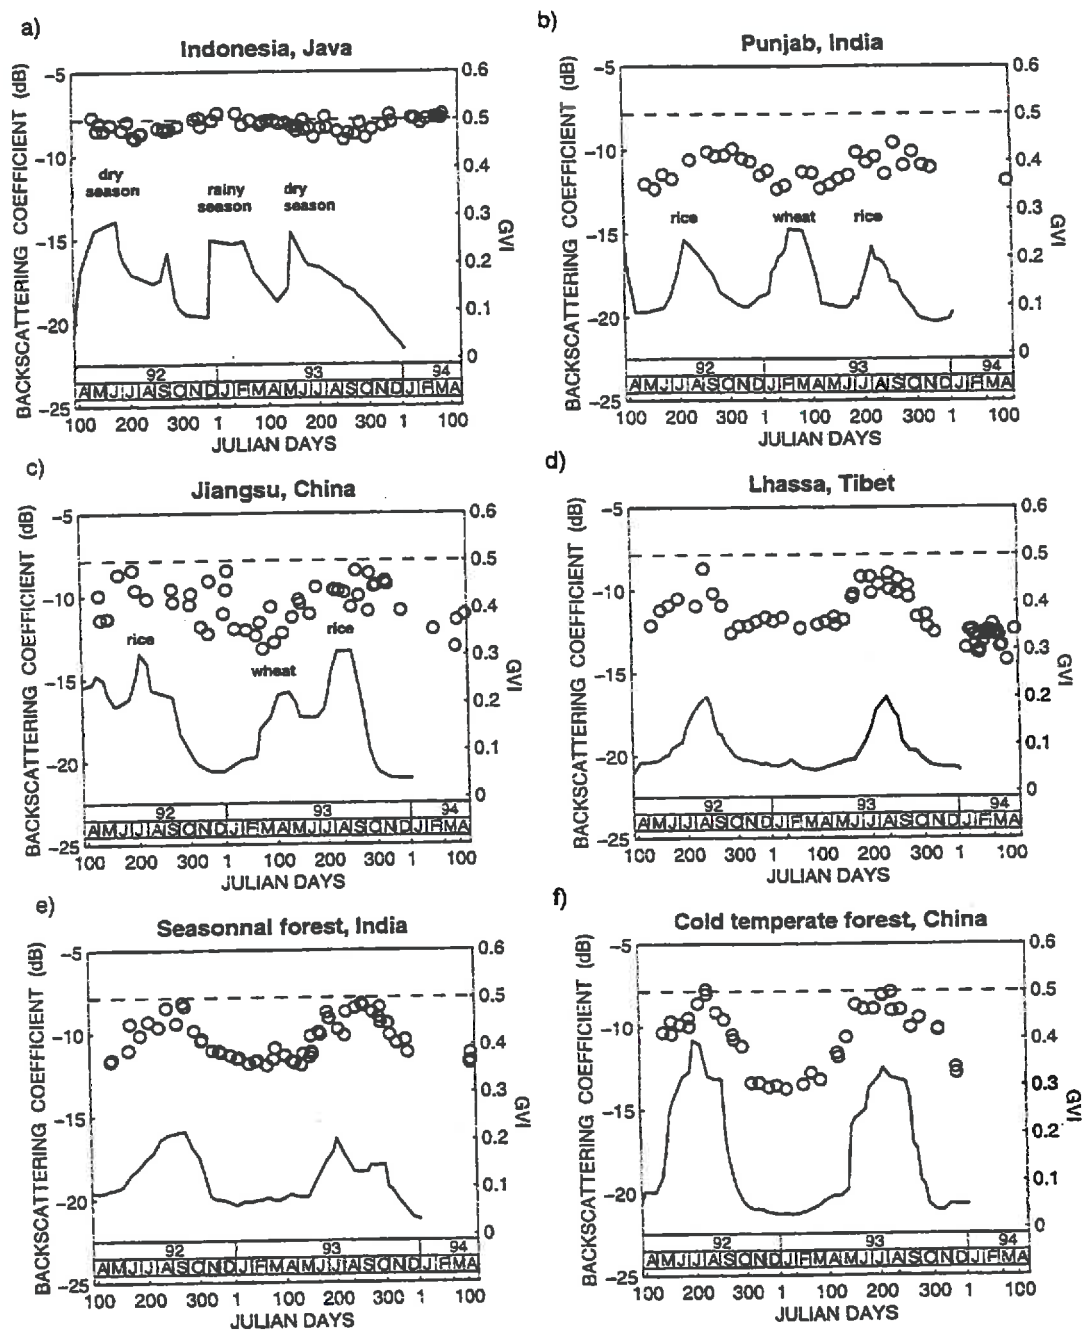 a)
Indonesia, Java
BACKSCATTERING COEFFICIENT (dB)
-5
-10
-15
-20
-25
0.6
0.5
0.4
0.3
0.2
0.1
0
GVI
dry season
rainy season
dry season
92 93 94
A M J J A S O N D J F M A M J J A S O N D J F M A
100 200 300 1 100 200 300 1 100
JULIAN DAYS
b)
Punjab, India
BACKSCATTERING COEFFICIENT (dB)
-5
-10
-15
-20
-25
0.6
0.5
0.4
0.3
0.2
0.1
0
GVI
rice wheat rice
92 93 94
A M J J A S O N D J F M A M J J A S O N D J F M A
100 200 300 1 100 200 300 1 100
JULIAN DAYS
c)
Jiangsu, China
BACKSCATTERING COEFFICIENT (dB)
-5
-10
-15
-20
-25
0.6
0.5
0.4
0.3
0.2
0.1
0
GVI
rice
wheat
rice
92 93 94
A M J J A S O N D J F M A M J J A S O N D J F M A
100 200 300 1 100 200 300 1 100
JULIAN DAYS
d)
Lhassa, Tibet
BACKSCATTERING COEFFICIENT (dB)
-5
-10
-15
-20
-25
0.6
0.5
0.4
0.3
0.2
0.1
0
GVI
92 93 94
A M J J A S O N D J F M A M J J A S O N D J F M A
100 200 300 1 100 200 300 1 100
JULIAN DAYS
e)
Seasonnal forest, India
BACKSCATTERING COEFFICIENT (dB)
-5
-10
-15
-20
-25
0.6
0.5
0.4
0.3
0.2
0.1
0
GVI
92 93 94
A M J J A S O N D J F M A M J J A S O N D J F M A
100 200 300 1 100 200 300 1 100
JULIAN DAYS
f)
Cold temperate forest, China
BACKSCATTERING COEFFICIENT (dB)
-5
-10
-15
-20
-25
0.6
0.5
0.4
0.3
0.2
0.1
0
GVI
92 93 94
A M J J A S O N D J F M A M J J A S O N D J F M A
100 200 300 1 100 200 300 1 100
JULIAN DAYS